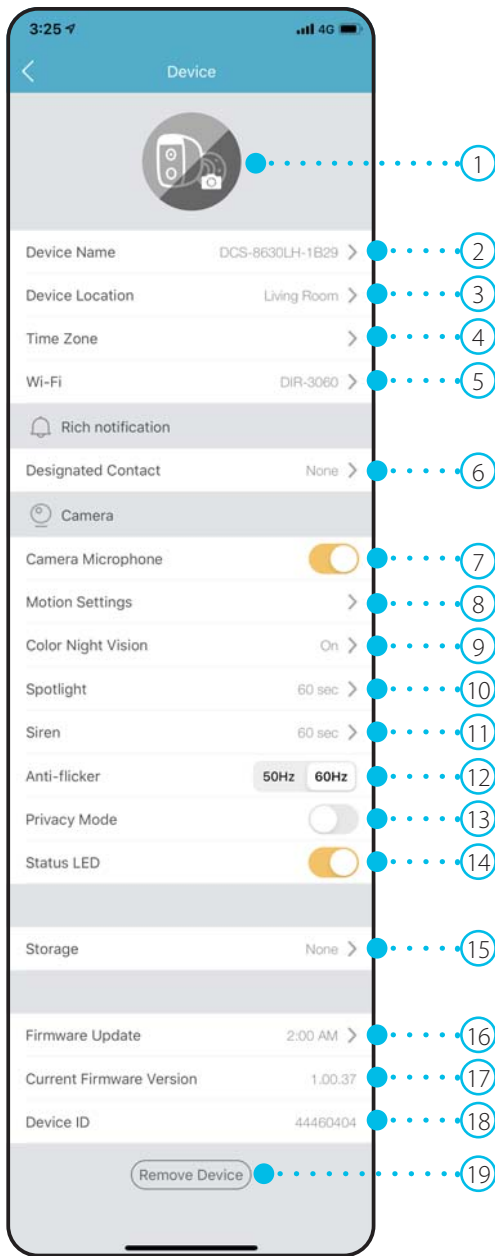 3:25 4G
Device
1
Device Name DCS-8630LH-1B29 2
Device Location Living Room 3
Time Zone 4
Wi-Fi DIR-3060 5
Rich notification
Designated Contact None 6
Camera
Camera Microphone 7
Motion Settings 8
Color Night Vision On 9
Spotlight 60 sec 10
Siren 60 sec 11
Anti-flicker 50Hz 60Hz 12
Privacy Mode 13
Status LED 14
Storage None 15
Firmware Update 2:00 AM 16
Current Firmware Version 1.00.37 17
Device ID 44460404 18
Remove Device 19